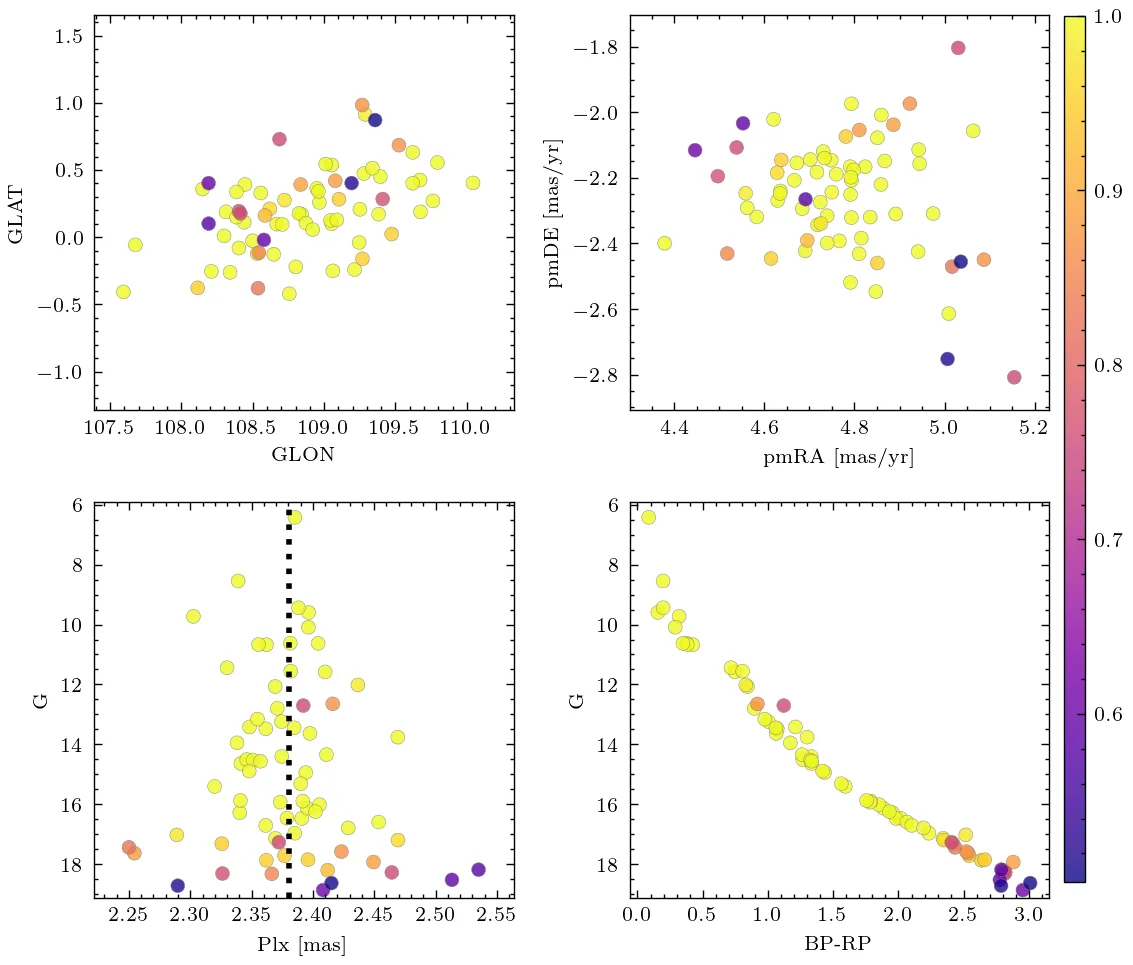 1.5
1.0
0.5
0.0
−0.5
−1.0
GLAT
107.5 108.0 108.5 109.0 109.5 110.0
GLON
−1.8
−2.0
−2.2
−2.4
−2.6
−2.8
pmDE [mas/yr]
4.4 4.6 4.8 5.0 5.2
pmRA [mas/yr]
1.0
0.9
0.8
0.7
0.6
6
8
10
12
14
16
18
G
2.25 2.30 2.35 2.40 2.45 2.50 2.55
Plx [mas]
6
8
10
12
14
16
18
G
0.0 0.5 1.0 1.5 2.0 2.5 3.0
BP-RP